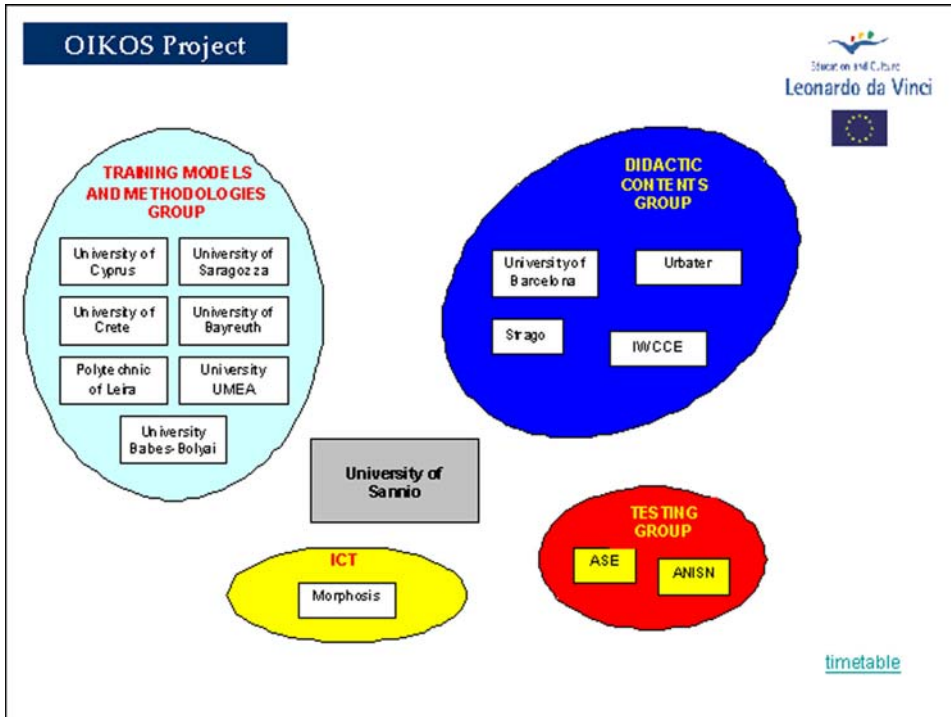 OIKOS Project
Education and Culture
Leonardo da Vinci
TRAINING MODELS
AND METHODOLOGIES
GROUP
University of
Cyprus
University of
Saragozza
University of
Crete
University of
Bayreuth
Polytechnic
of Leira
University
UMEA
University
Babes-Bolyai
DIDACTIC
CONTENTS
GROUP
University of
Barcelona
Urbater
Strago
IWCCE
University of
Sannio
ICT
Morphosis
TESTING
GROUP
ASE
ANISN
timetable